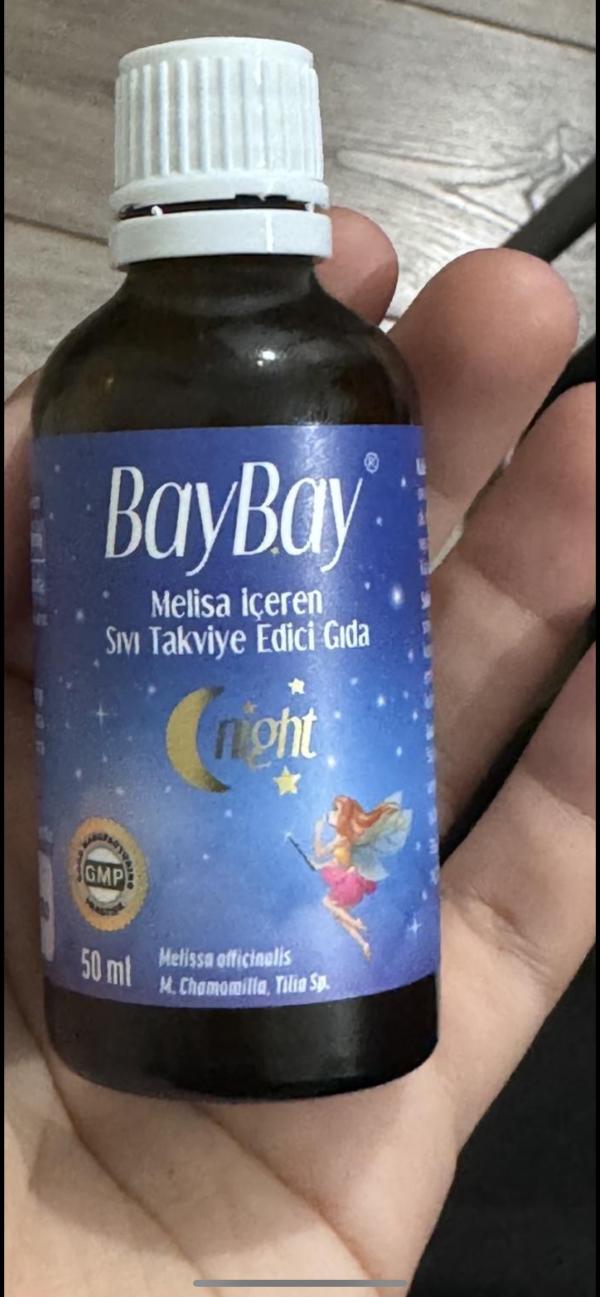 BayBay®
Melisa İçeren
Sıvı Takviye Edici Gıda
night
GMP
50 ml
Melissa officinalis
M. Chamomilla, Tilia Sp.